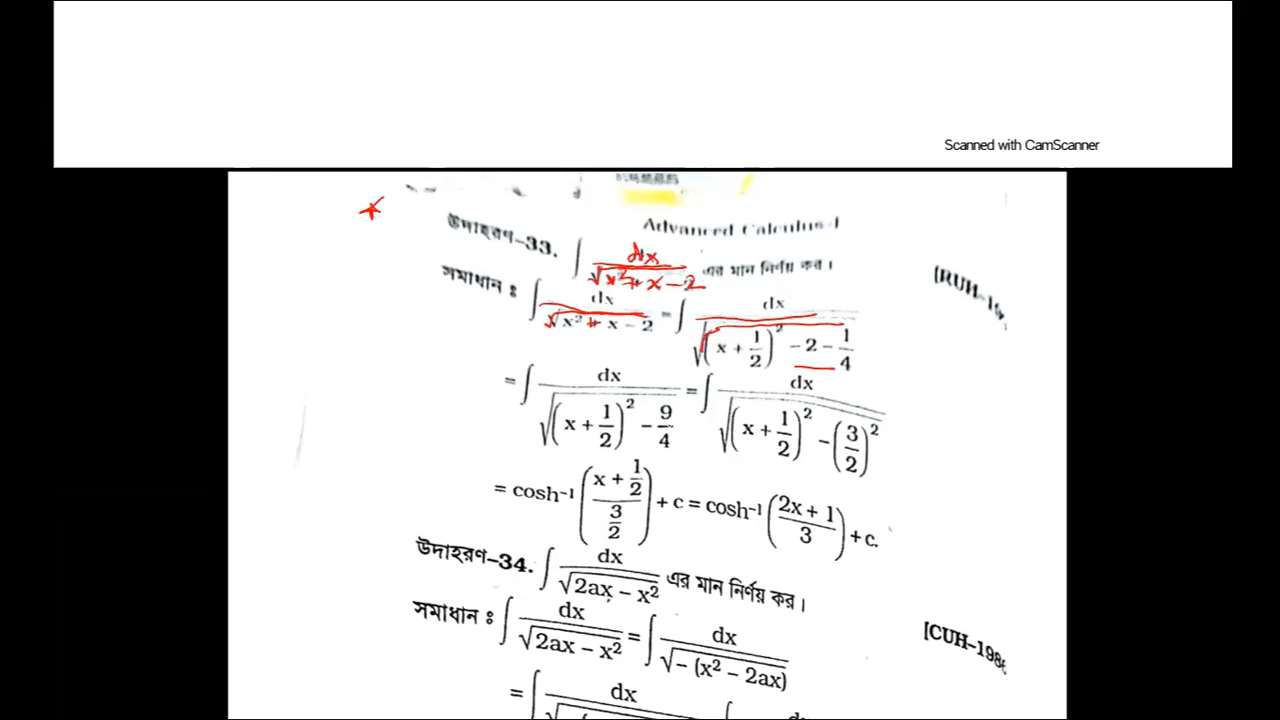 Scanned with CamScanner
Advanced Calculus-I
উদাহরণ-33. ∫ dx / √(x² + x − 2) এর মান নির্ণয় কর।
[RUH-19
সমাধান ঃ ∫ dx / √(x² + x − 2) = ∫ dx / √((x + 1/2)² − 2 − 1/4)
= ∫ dx / √((x + 1/2)² − 9/4) = ∫ dx / √((x + 1/2)² − (3/2)²)
= cosh⁻¹ ((x + 1/2) / (3/2)) + c = cosh⁻¹ ((2x + 1) / 3) + c.
উদাহরণ-34. ∫ dx / √(2ax − x²) এর মান নির্ণয় কর।
[CUH-198
সমাধান ঃ ∫ dx / √(2ax − x²) = ∫ dx / √(− (x² − 2ax))
= ∫ dx